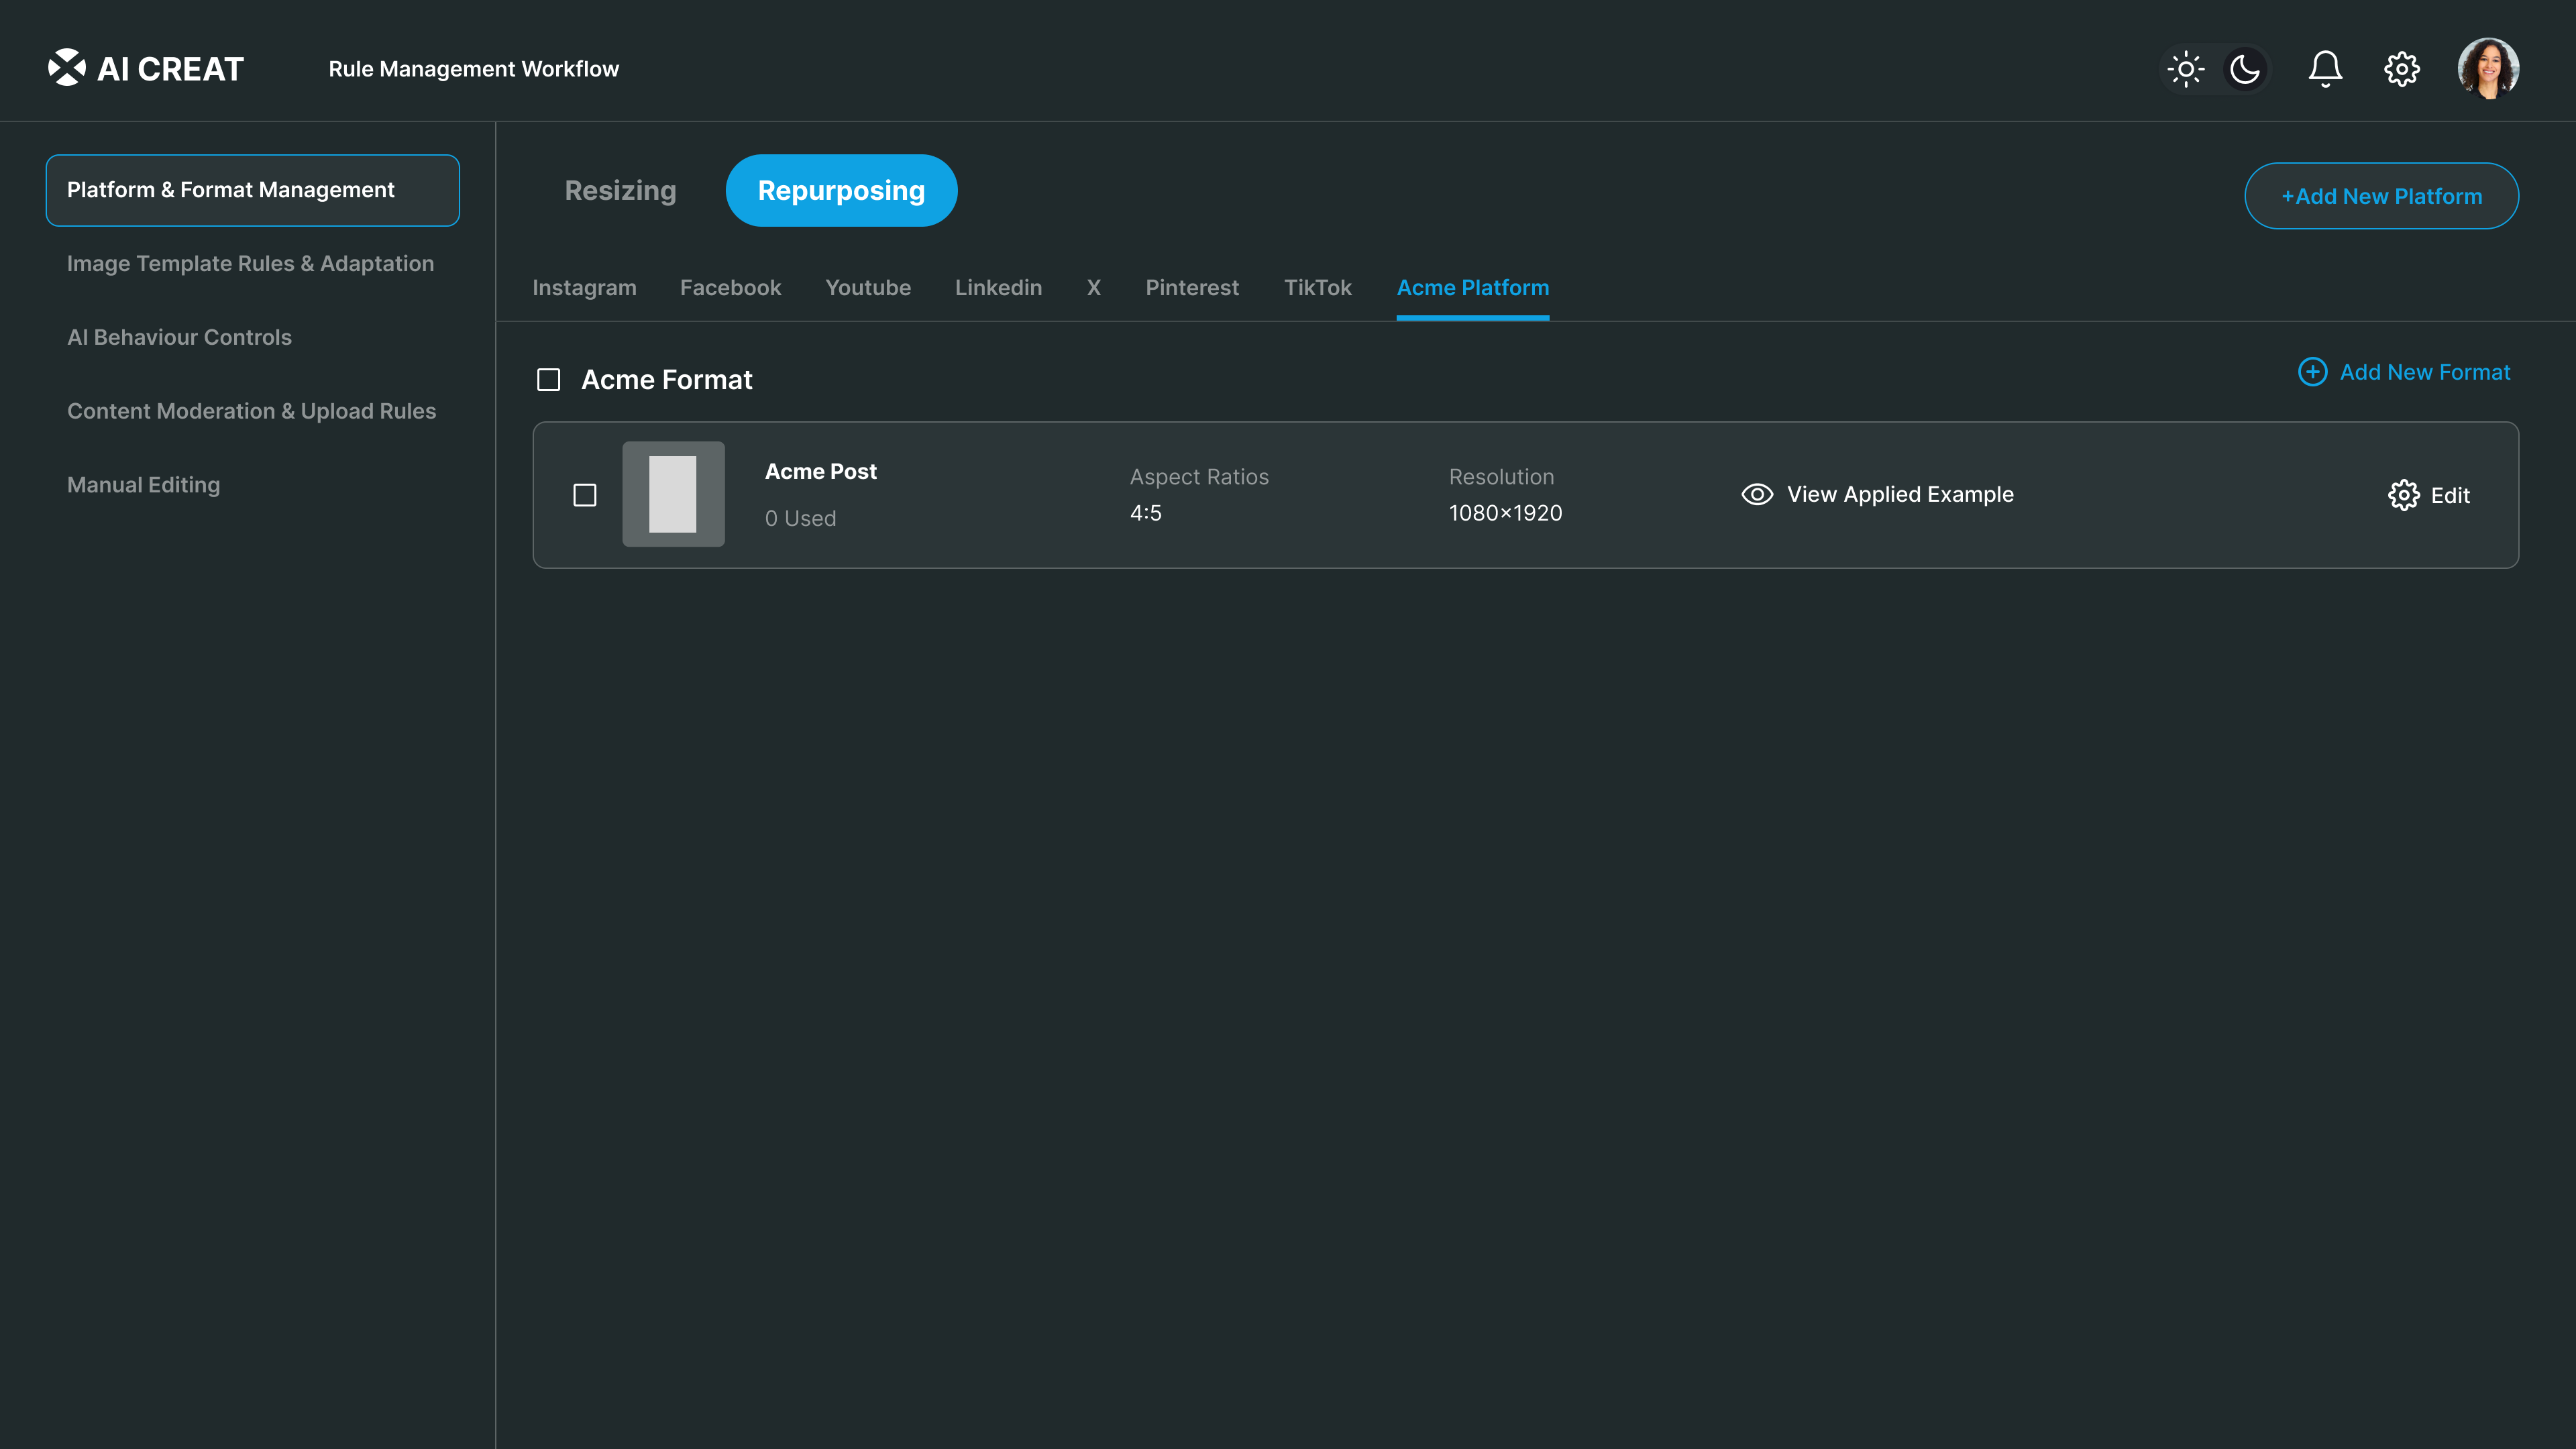 AI CREAT
Rule Management Workflow
Platform & Format Management
Image Template Rules & Adaptation
AI Behaviour Controls
Content Moderation & Upload Rules
Manual Editing
Resizing
Repurposing
+Add New Platform
Instagram
Facebook
Youtube
Linkedin
X
Pinterest
TikTok
Acme Platform
Acme Format
Add New Format
Acme Post
0 Used
Aspect Ratios
4:5
Resolution
1080×1920
View Applied Example
Edit